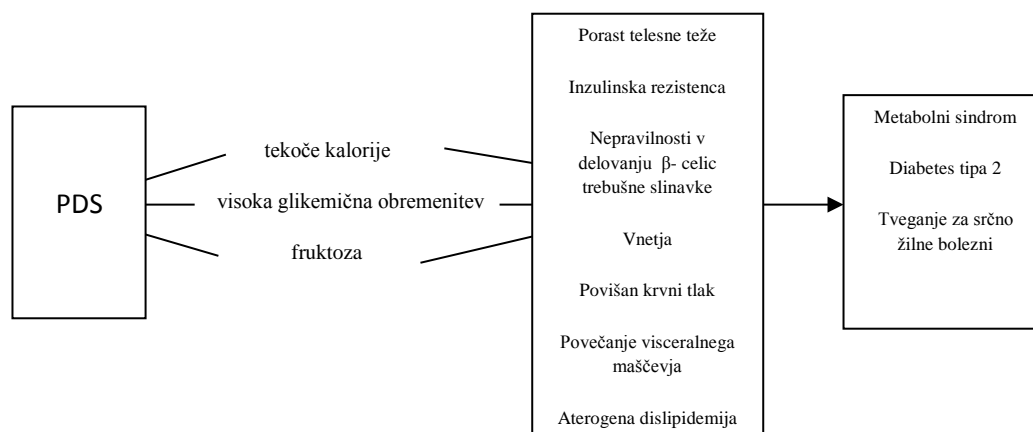 PDS
tekoče kalorije
visoka glikemična obremenitev
fruktoza
Porast telesne teže
Inzulinska rezistenca
Nepravilnosti v
delovanju β- celic
trebušne slinavke
Vnetja
Povišan krvni tlak
Povečanje visceralnega
maščevja
Aterogena dislipidemija
Metabolni sindrom
Diabetes tipa 2
Tveganje za srčno
žilne bolezni